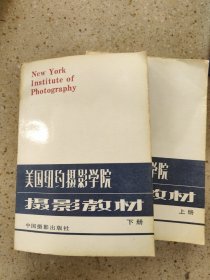 New York
Institute of
Photography
美国纽约摄影学院
摄影教材
下册
中国摄影出版社
学院
教材
上册